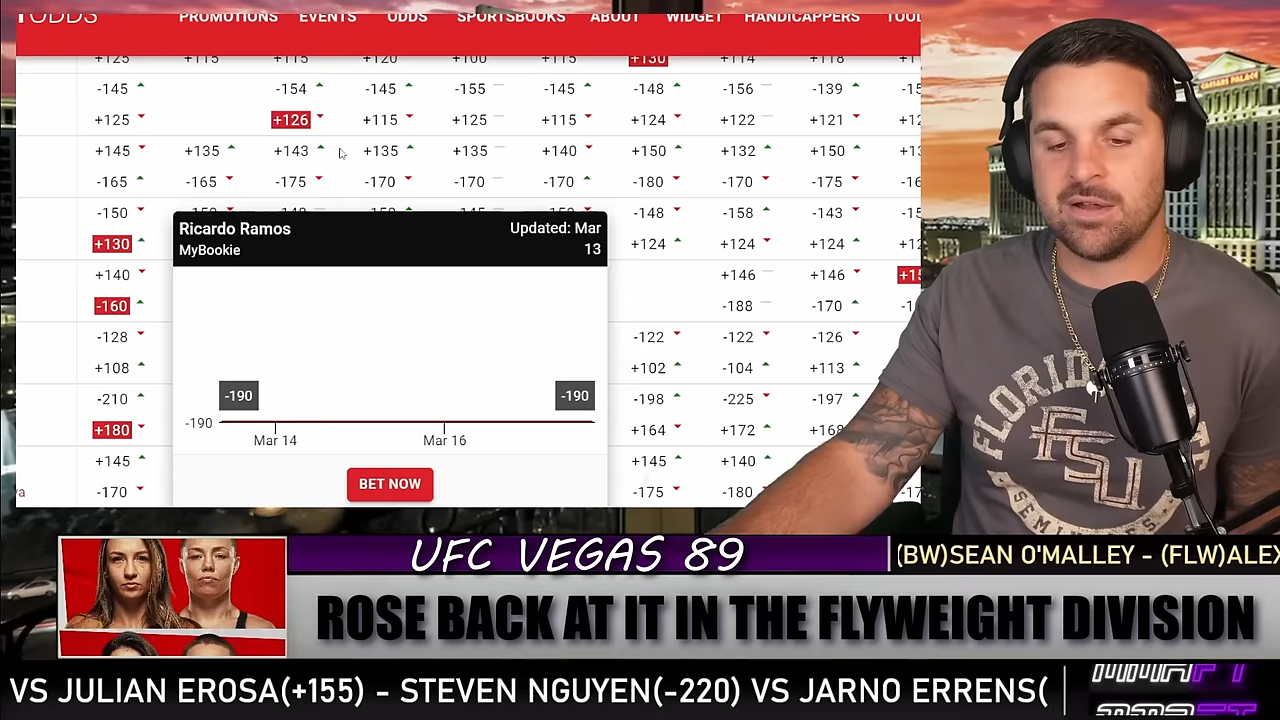 PROMOTIONS EVENTS ODDS SPORTSBOOKS ABOUT WIDGET HANDICAPPERS
+125 +115 +115 +120 +100 +115 +130 +114 +118
-145 -154 -145 -155 -145 -148 -156 -139
+125 +126 +115 +125 +115 +124 +122 +121
+145 +135 +143 +135 +135 +140 +150 +132 +150
-165 -165 -175 -170 -170 -170 -180 -170 -175
-150 -148 -158 -143
+130 +124 +124 +124
+140 +146 +146
-160 -188 -170
-128 -122 -122 -126
+108 +102 -104 +113
-210 -198 -225 -197
+180 +164 +172 +168
+145 +145 +140
-170 -175 -180
Ricardo Ramos
MyBookie
Updated: Mar
13
-190 -190
-190
Mar 14 Mar 16
BET NOW
CAESARS PALACE
FSU
UFC VEGAS 89
(BW)SEAN O'MALLEY - (FLW)ALEX
ROSE BACK AT IT IN THE FLYWEIGHT DIVISION
VS JULIAN EROSA(+155) - STEVEN NGUYEN(-220) VS JARNO ERRENS(